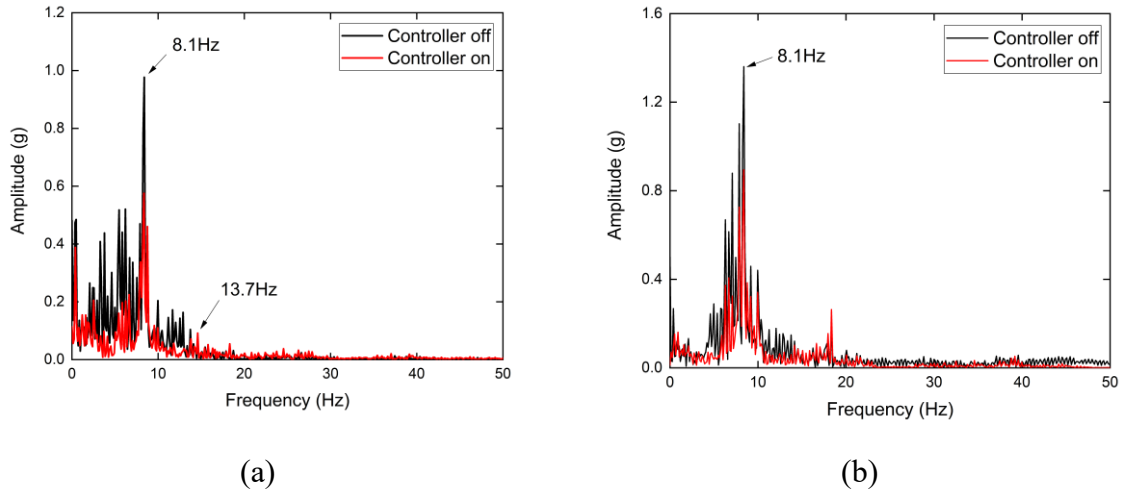 1.2
1.0
0.8
0.6
0.4
0.2
0.0
Amplitude (g)
8.1Hz
13.7Hz
Controller off
Controller on
0 10 20 30 40 50
Frequency (Hz)
(a)
1.6
1.2
0.8
0.4
0.0
Amplitude (g)
8.1Hz
Controller off
Controller on
0 10 20 30 40 50
Frequency (Hz)
(b)